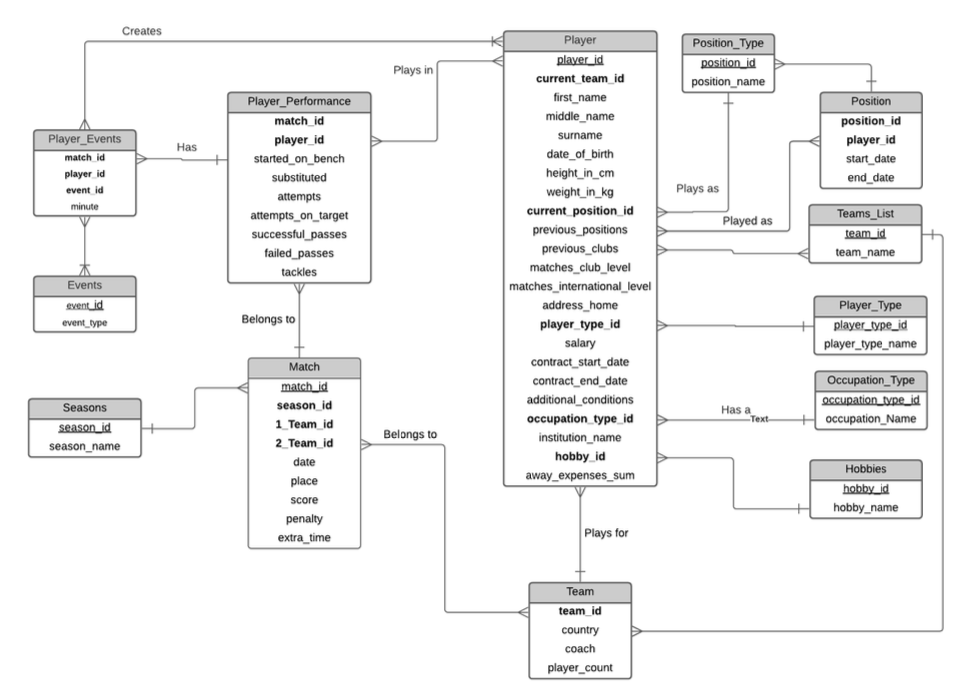 Creates
Player
player_id
current_team_id
first_name
middle_name
surname
date_of_birth
height_in_cm
weight_in_kg
current_position_id
previous_positions
previous_clubs
matches_club_level
matches_international_level
address_home
player_type_id
salary
contract_start_date
contract_end_date
additional_conditions
occupation_type_id
institution_name
hobby_id
away_expenses_sum
Position_Type
position_id
position_name
Plays in
Player_Performance
match_id
player_id
started_on_bench
substituted
attempts
attempts_on_target
successful_passes
failed_passes
tackles
Position
position_id
player_id
start_date
end_date
Player_Events
match_id
player_id
event_id
minute
Has
Plays as
Played as
Teams_List
team_id
team_name
Events
event_id
event_type
Belongs to
Player_Type
player_type_id
player_type_name
Match
match_id
season_id
1_Team_id
2_Team_id
date
place
score
penalty
extra_time
Occupation_Type
occupation_type_id
occupation_Name
Has a
Text
Seasons
season_id
season_name
Belongs to
Hobbies
hobby_id
hobby_name
Plays for
Team
team_id
country
coach
player_count